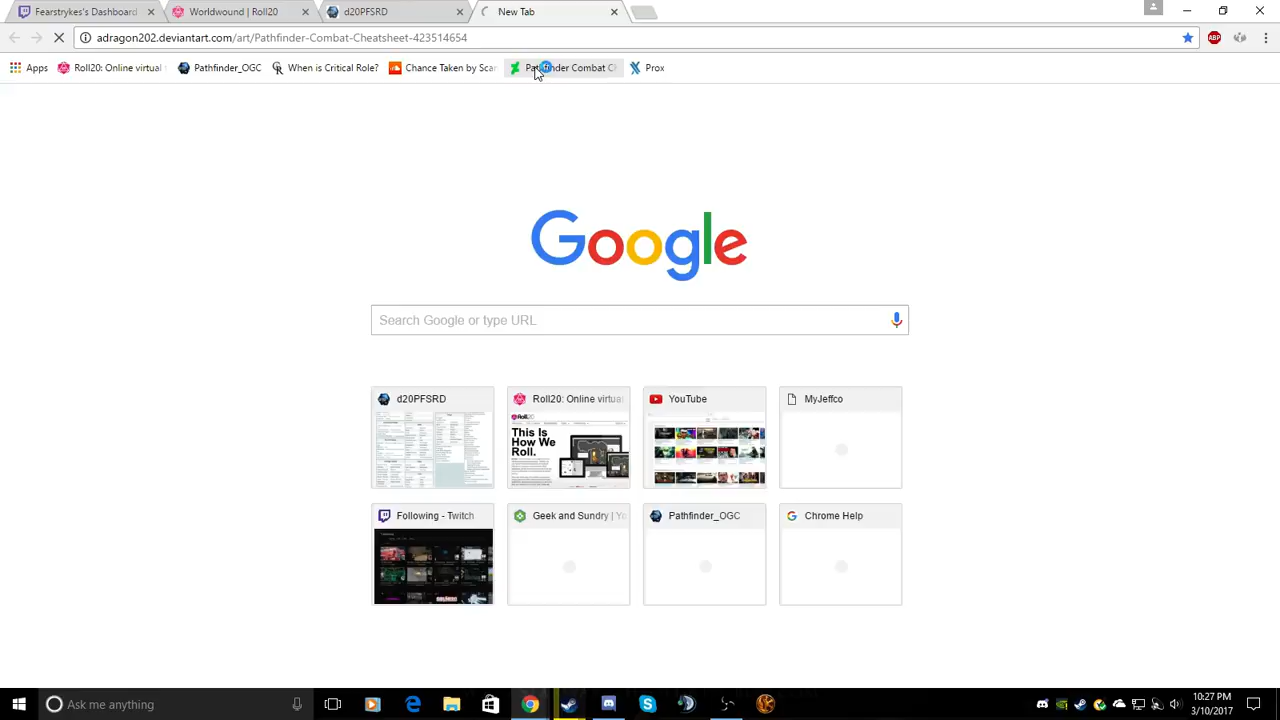 Fearstrykes's Dashboard
Worldwound | Roll20
d20PFSRD
New Tab
adragon202.deviantart.com/art/Pathfinder-Combat-Cheatsheet-423514654
ABP
Apps
Roll20: Online virtual
Pathfinder_OGC
When is Critical Role?
Chance Taken by Scar
Pathfinder Combat C
Prox
Google
Search Google or type URL
d20PFSRD
Roll20: Online virtua
YouTube
MyJeffco
This Is
How We
Roll.
Following - Twitch
Geek and Sundry | Yo
Pathfinder_OGC
Chrome Help
Ask me anything
10:27 PM
3/10/2017